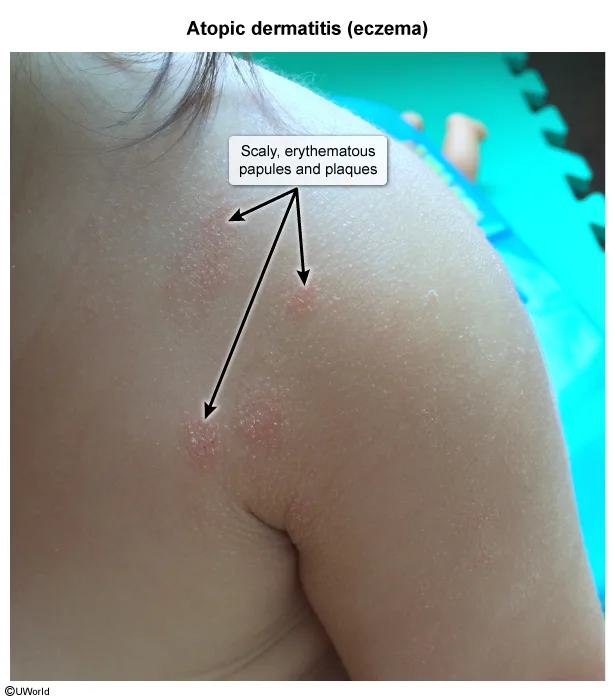 Atopic dermatitis (eczema)
Scaly, erythematous
papules and plaques
©UWorld